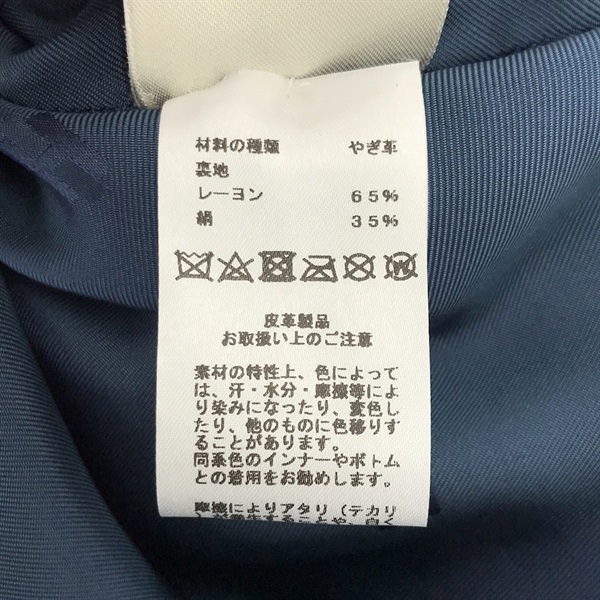 材料の種類 やぎ革
裏地
レーヨン 65%
絹 35%
皮革製品
お取扱い上のご注意
素材の特性上、色によって
は、汗・水分・摩擦等によ
り染みになったり、変色し
たり、他のものに色移りす
ることがあります。
同系色のインナーやボトム
との着用をお勧めします。
摩擦によりアタリ（テカリ